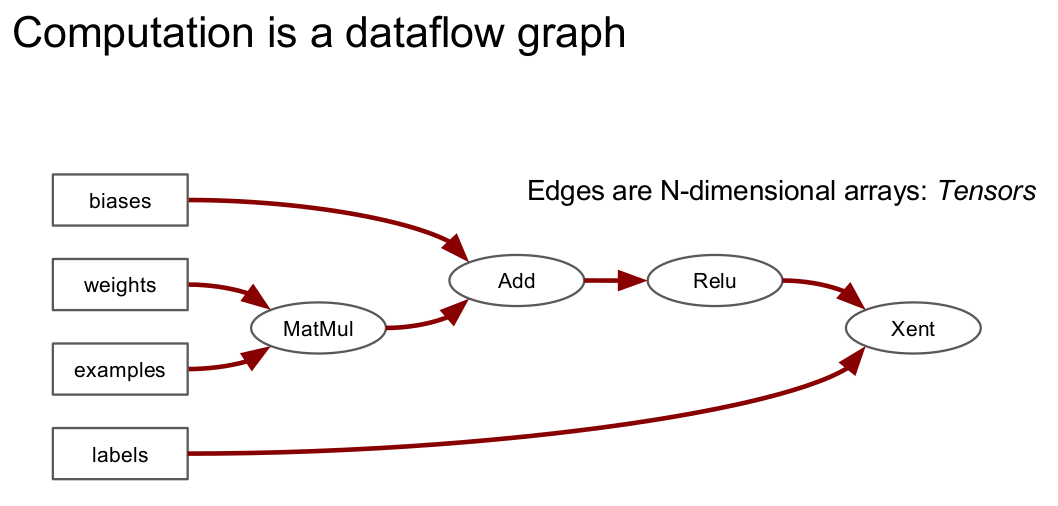 Computation is a dataflow graph
Edges are N-dimensional arrays: Tensors
biases
weights
examples
labels
MatMul
Add
Relu
Xent